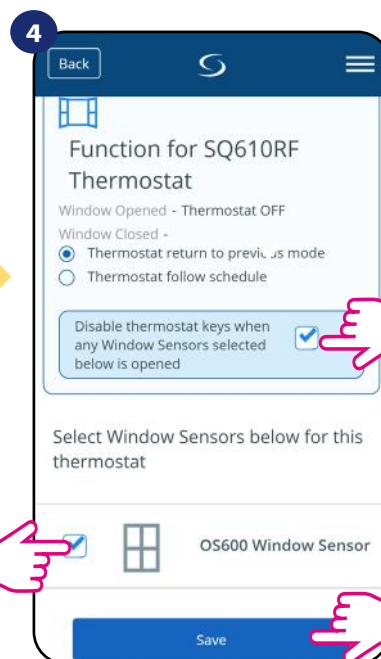 4
Back
Function for SQ610RF
Thermostat
Window Opened - Thermostat OFF
Window Closed -
Thermostat return to previous mode
Thermostat follow schedule
Disable thermostat keys when
any Window Sensors selected
below is opened
Select Window Sensors below for this
thermostat
OS600 Window Sensor
Save